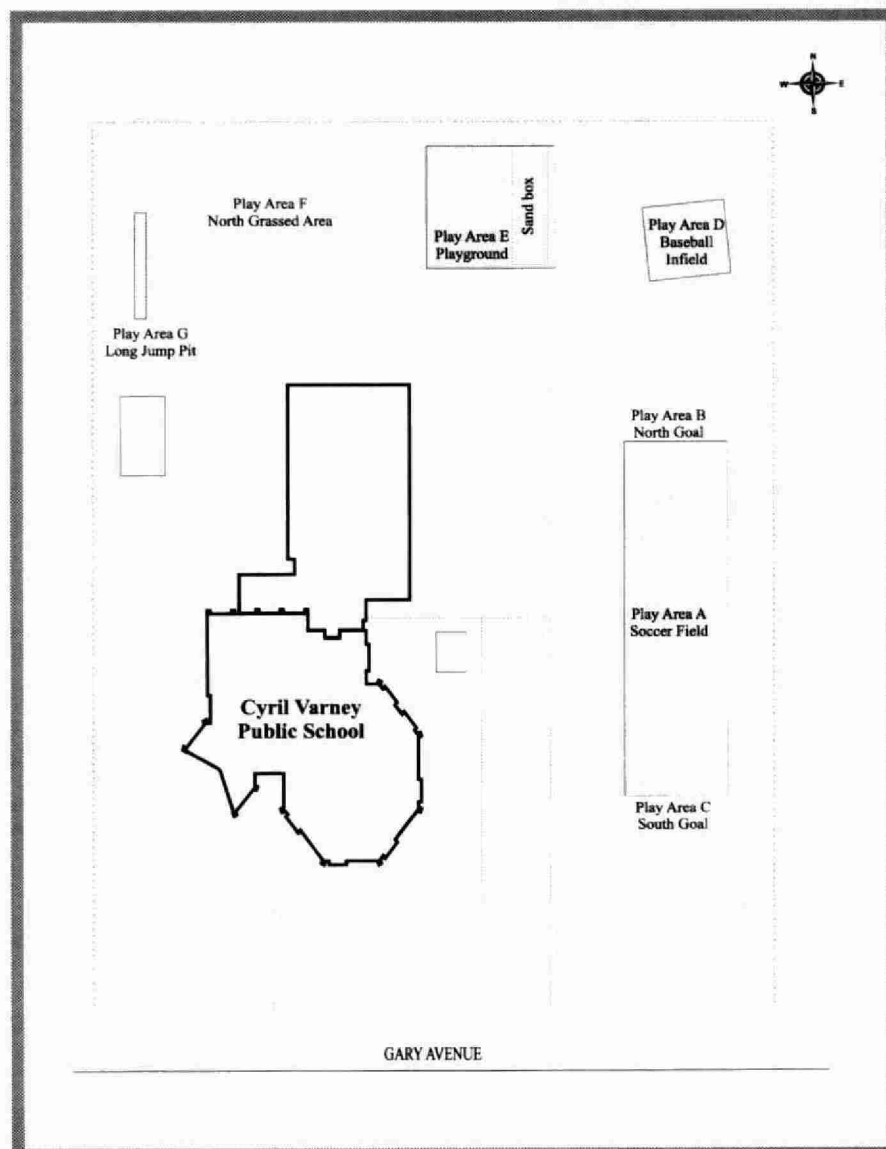 N
W E
S
Play Area F
North Grassed Area
Sand box
Play Area E
Playground
Play Area D
Baseball
Infield
Play Area G
Long Jump Pit
Play Area B
North Goal
Play Area A
Soccer Field
Cyril Varney
Public School
Play Area C
South Goal
GARY AVENUE